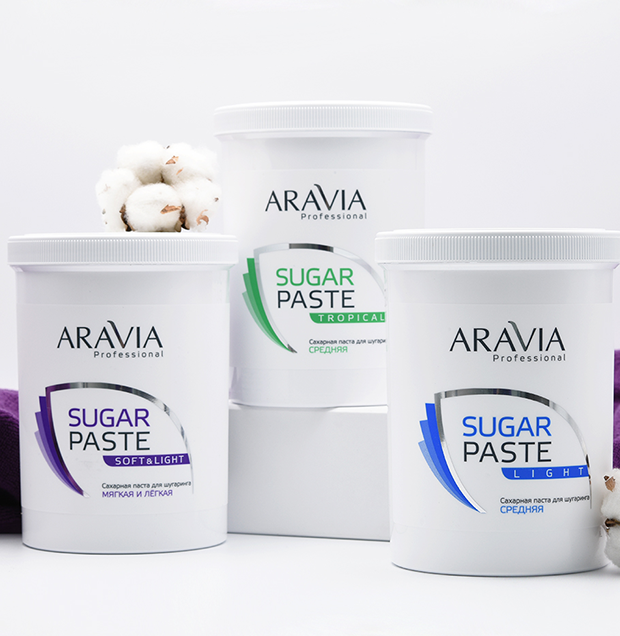 ARAVIA
Professional
SUGAR
PASTE
SOFT&LIGHT
Сахарная паста для шугаринга
МЯГКАЯ И ЛЁГКАЯ
ARAVIA
Professional
SUGAR
PASTE
TROPICAL
Сахарная паста для шугарин
СРЕДНЯЯ
ARAVIA
Professional
SUGAR
PASTE
LIGHT
Сахарная паста для шугаринга
СРЕДНЯЯ